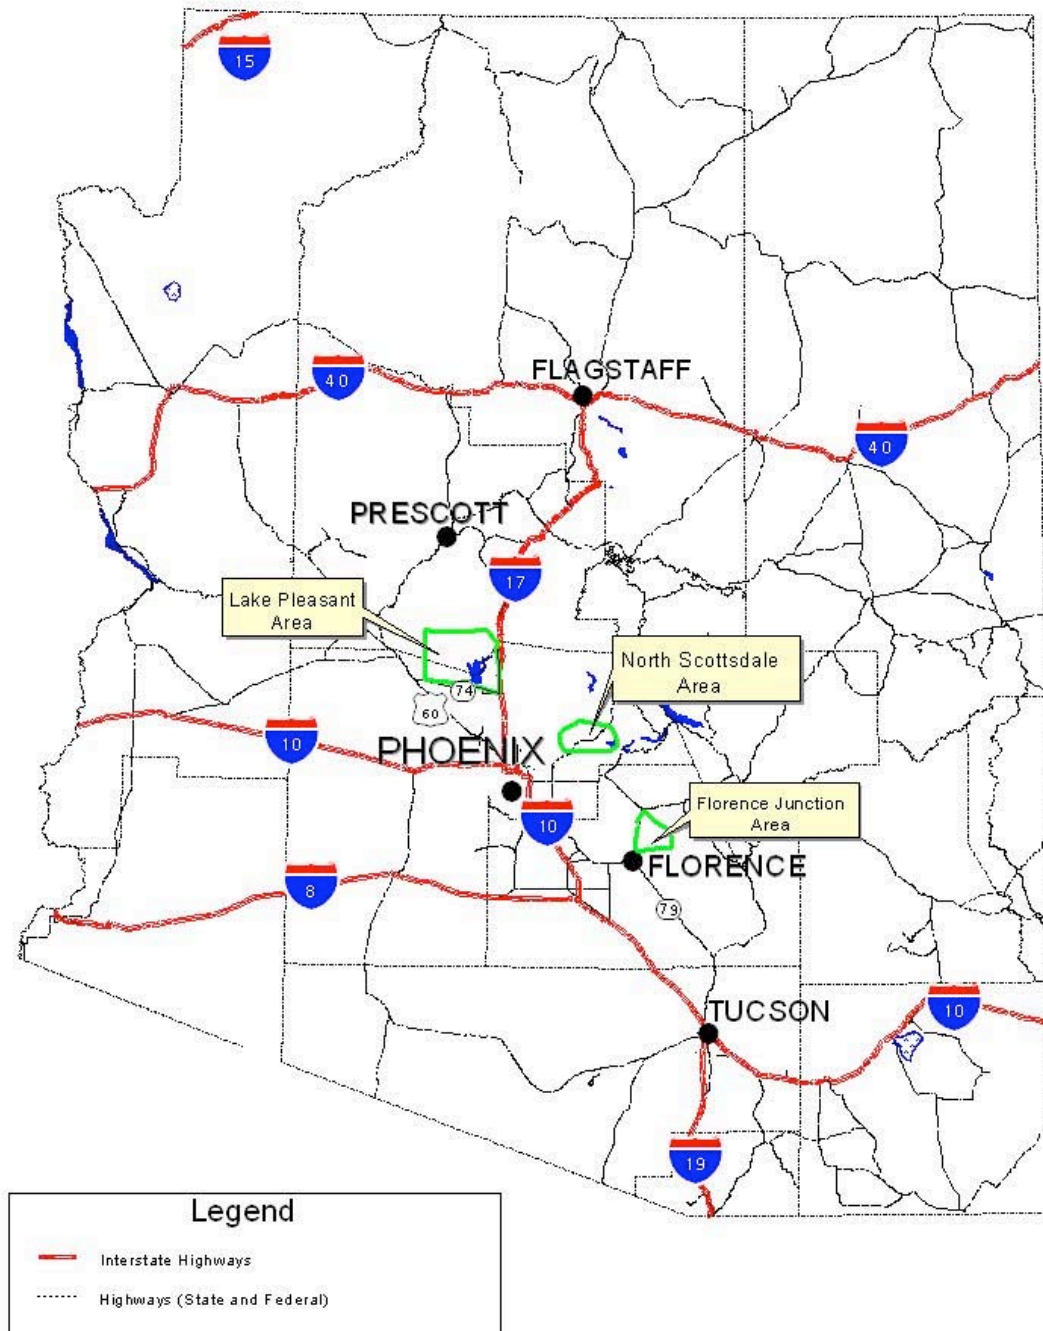 15
FLAGSTAFF
40
40
PRESCOTT
17
Lake Pleasant
Area
North Scottsdale
Area
74
60
10
PHOENIX
Florence Junction
Area
10
FLORENCE
8
79
TUCSON
10
19
Legend
Interstate Highways
Highways (State and Federal)